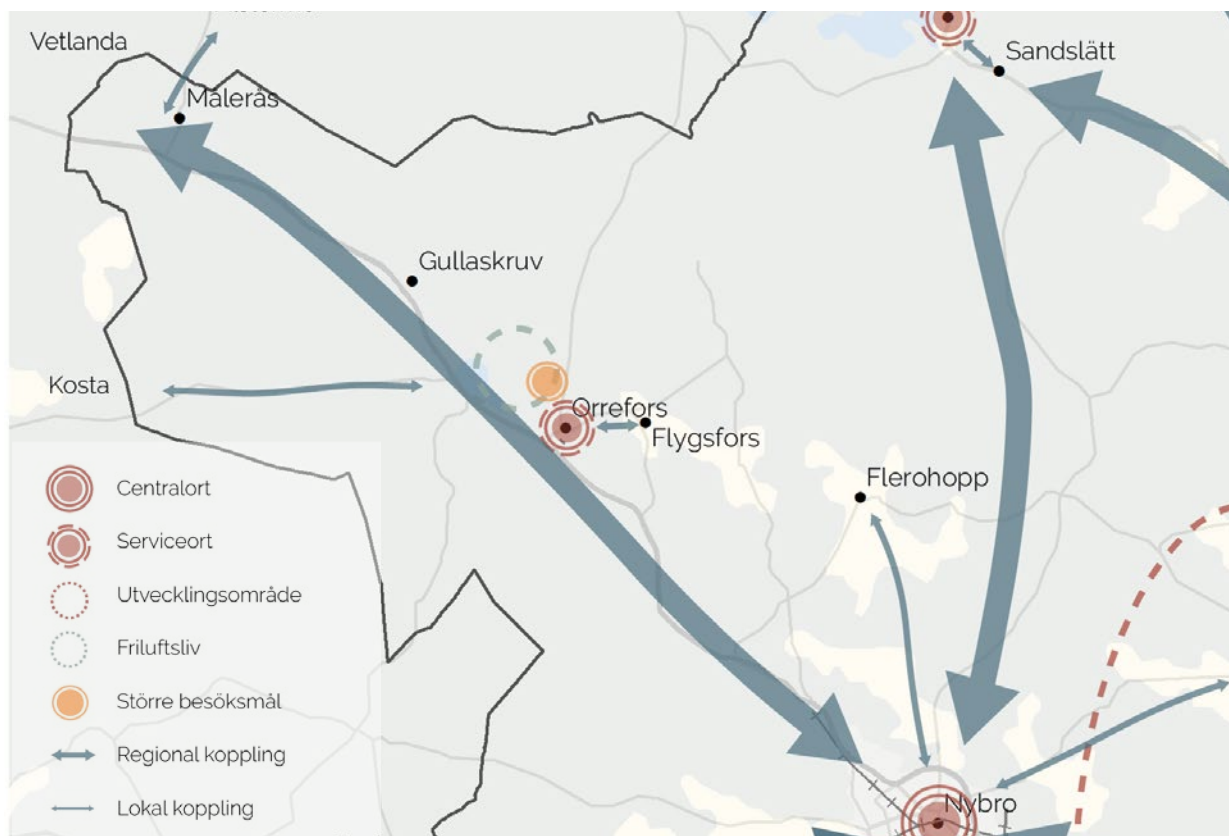 Vetlanda
Målerås
Sandslätt
Gullaskruv
Kosta
Orrefors
Flygsfors
Flerohopp
Nybro
Centralort
Serviceort
Utvecklingsområde
Friluftsliv
Större besöksmål
Regional koppling
Lokal koppling